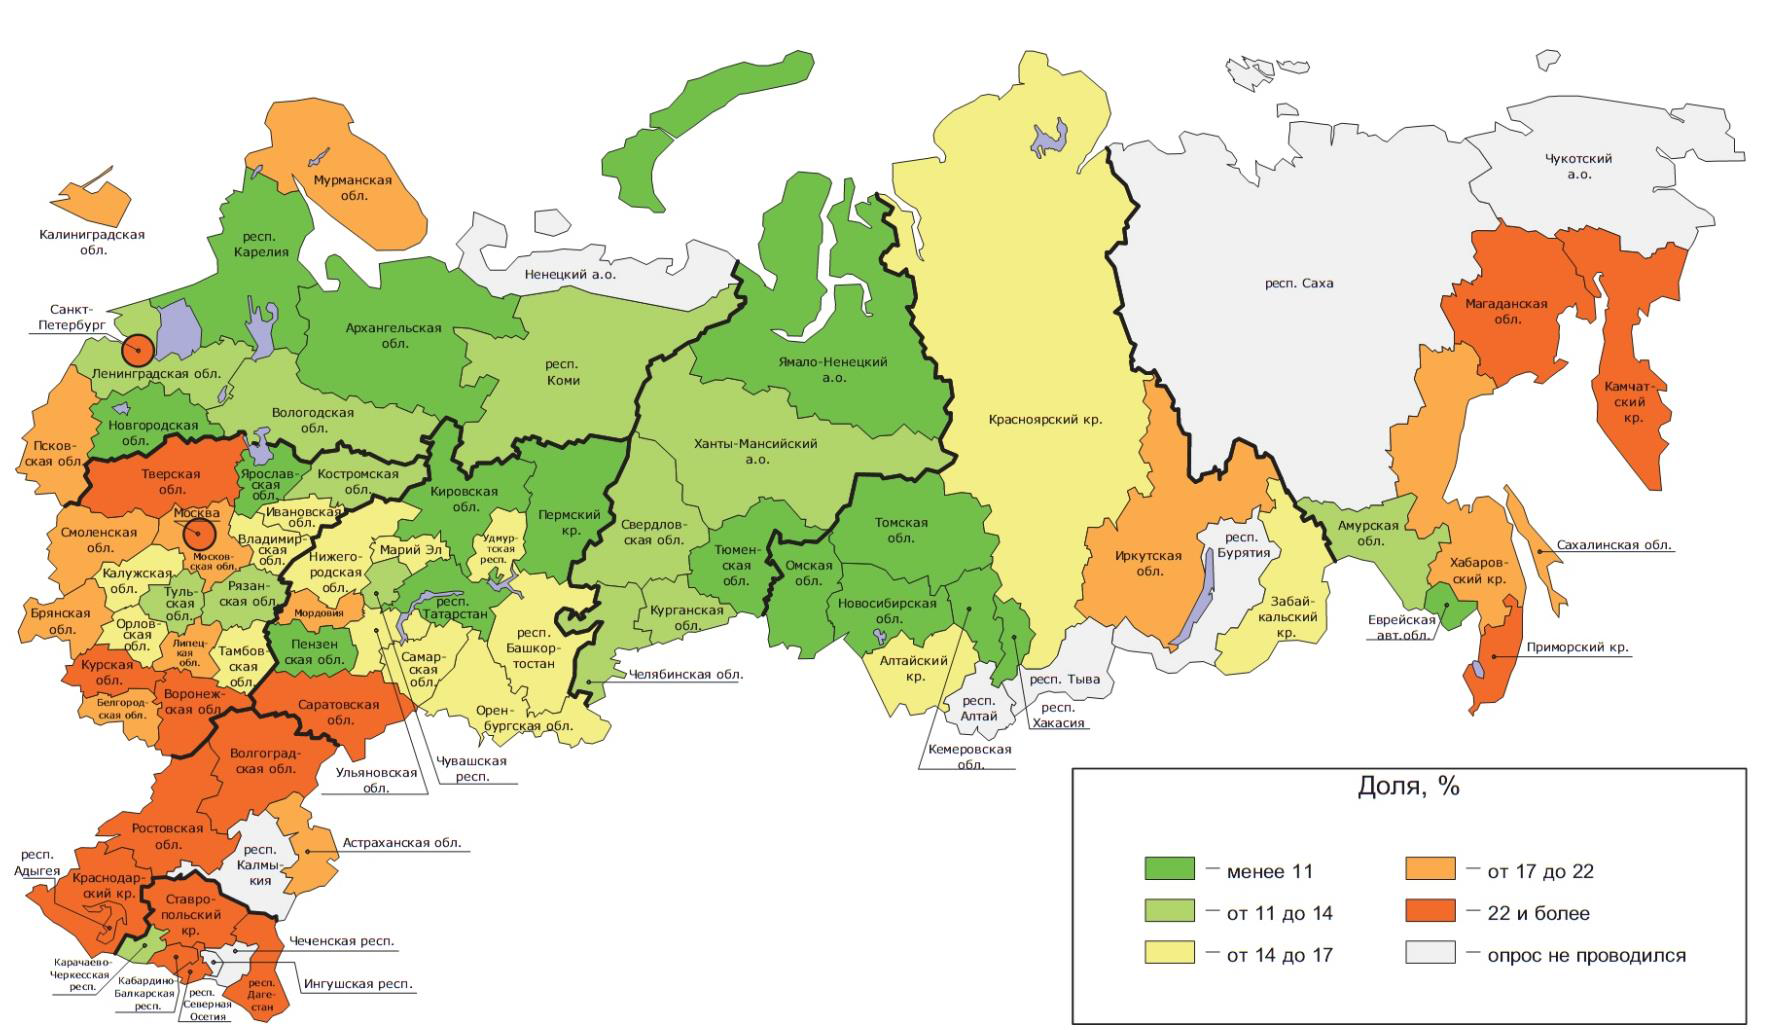 Калининградская
обл.
Мурманская
обл.
респ.
Карелия
Ненецкий а.о.
Чукотский
а.о.
респ. Саха
Санкт-
Петербург
Архангельская
обл.
Ленинградская обл.
респ.
Коми
Ямало-Ненецкий
а.о.
Магаданская
обл.
Камчат-
ский
кр.
Красноярский кр.
Новгородская
обл.
Вологодская
обл.
Псков-
ская обл.
Ханты-Мансийский
а.о.
Тверская
обл.
Ярослав-
ская
обл.
Костромская
обл.
Кировская
обл.
Пермский
кр.
Свердлов-
ская обл.
Томская
обл.
Амурская
обл.
Сахалинская обл.
Смоленская
обл.
Москва
Москов-
ская обл.
Ивановская
обл.
Владимир-
ская
обл.
Нижего-
родская
обл.
Марий Эл
Удмур-
тская
респ.
Тюмен-
ская
обл.
Омская
обл.
Иркутская
обл.
респ.
Бурятия
Хабаров-
ский кр.
Калужская
обл.
Туль-
ская
обл.
Рязан-
ская обл.
Мордовия
респ.
Татарстан
Курганская
обл.
Новосибирская
обл.
Забай-
кальский
кр.
Еврейская
авт.обл.
Приморский кр.
Брянская
обл.
Орлов-
ская
обл.
Липец-
кая
обл.
Тамбов-
ская
обл.
Пензен
ская обл.
Самар-
ская
обл.
респ.
Башкор-
тостан
Челябинская обл.
Алтайский
кр.
респ.
Алтай
респ. Тыва
респ.
Хакасия
Кемеровская
обл.
Курская
обл.
Белгород-
ская обл.
Воронеж-
ская обл.
Саратовская
обл.
Орен-
бургская обл.
Волгоград-
ская обл.
Ульяновская
обл.
Чувашская
респ.
Ростовская
обл.
респ.
Калмы-
кия
Астраханская обл.
респ.
Адыгея
Краснодар-
ский кр.
Ставро-
польский
кр.
Чеченская респ.
Ингушская респ.
Карачаево-
Черкесская
респ.
Кабардино-
Балкарская
респ.
респ.
Северная
Осетия
респ.
Даге-
стан
Доля, %
– менее 11
– от 11 до 14
– от 14 до 17
– от 17 до 22
– 22 и более
– опрос не проводился